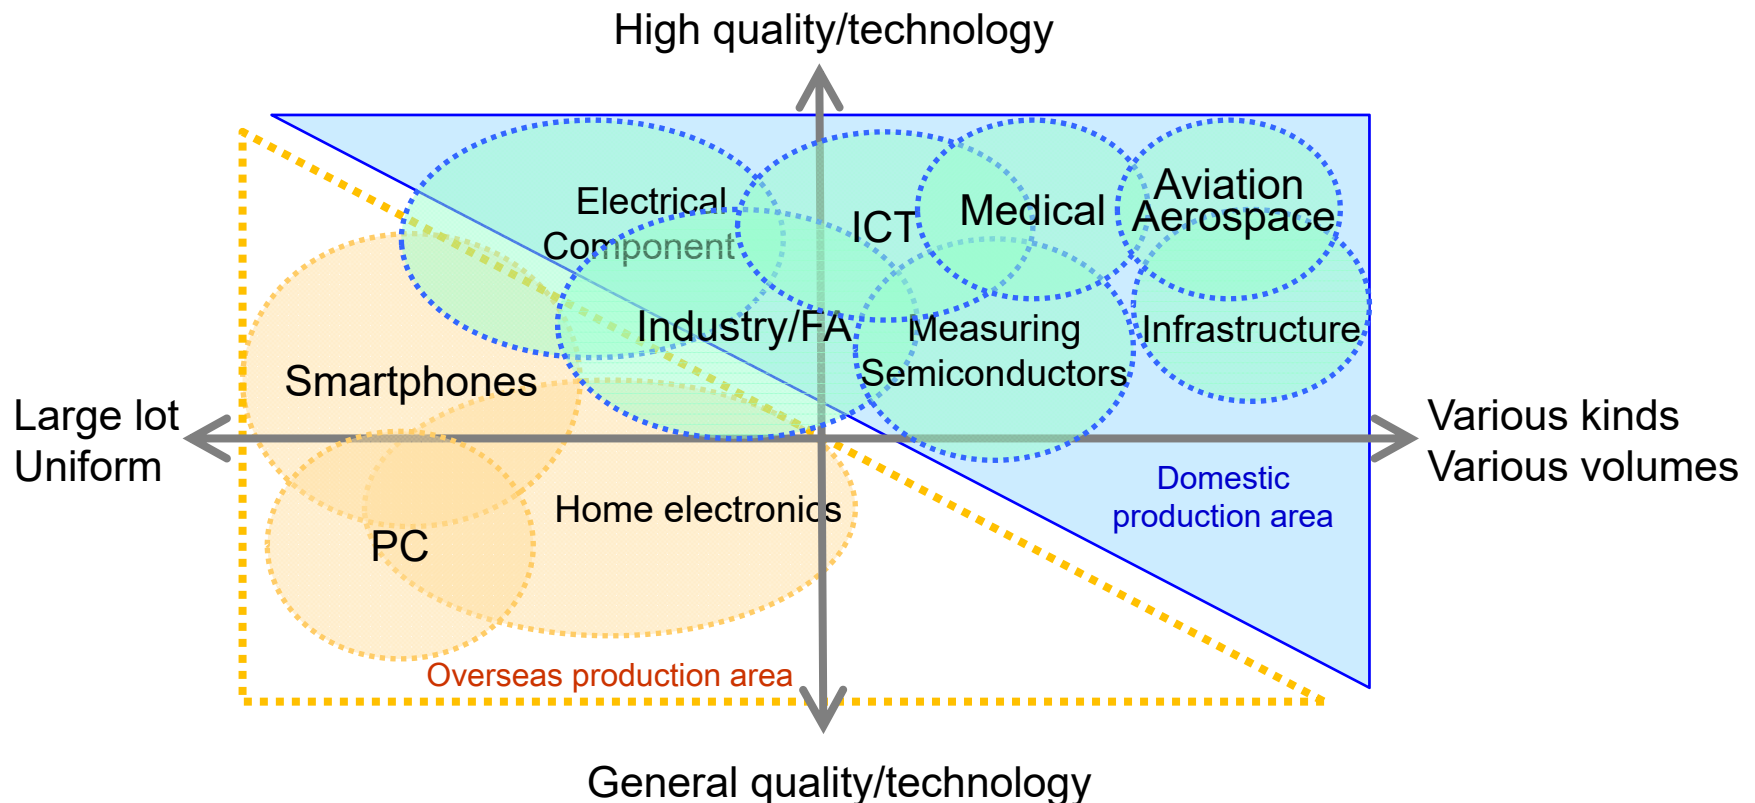 High quality/technology
Electrical
Component
ICT
Medical
Aviation
Aerospace
Industry/FA
Measuring
Semiconductors
Infrastructure
Smartphones
Large lot
Uniform
Various kinds
Various volumes
Home electronics
PC
Domestic
production area
Overseas production area
General quality/technology